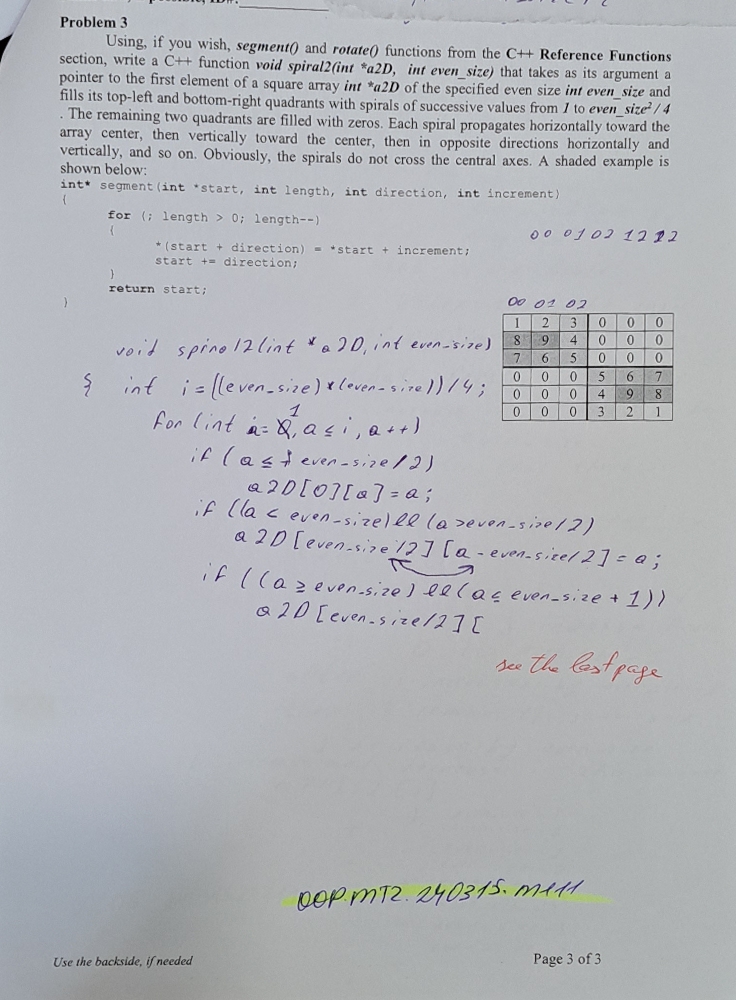 Problem 3
Using, if you wish, segment() and rotate() functions from the C++ Reference Functions
section, write a C++ function void spiral2(int *a2D, int even_size) that takes as its argument a
pointer to the first element of a square array int *a2D of the specified even size int even_size and
fills its top-left and bottom-right quadrants with spirals of successive values from 1 to even_size²/4
. The remaining two quadrants are filled with zeros. Each spiral propagates horizontally toward the
array center, then vertically toward the center, then in opposite directions horizontally and
vertically, and so on. Obviously, the spirals do not cross the central axes. A shaded example is
shown below:
int* segment(int *start, int length, int direction, int increment)
{
for (; length > 0; length--)
{
*(start + direction) = *start + increment;
start += direction;
}
return start;
}
00 01 02 12 22
00 01 02
1 2 3 0 0 0
8 9 4 0 0 0
7 6 5 0 0 0
0 0 0 5 6 7
0 0 0 4 9 8
0 0 0 3 2 1
void spiral2(int *a2D, int even_size)
{ int i = ((even_size)*(even_size))/4;
for (int a = 1, a ≤ i, a++)
if (a ≤ even_size/2)
a2D[0][a] = a;
if ((a < even_size) && (a > even_size/2)
a2D[even_size/2][a - even_size/2] = a;
if ((a ≥ even_size) && (a ≤ even_size + 1))
a2D[even_size/2][
see the last page
OOP.MT2.240315.M11
Use the backside, if needed
Page 3 of 3